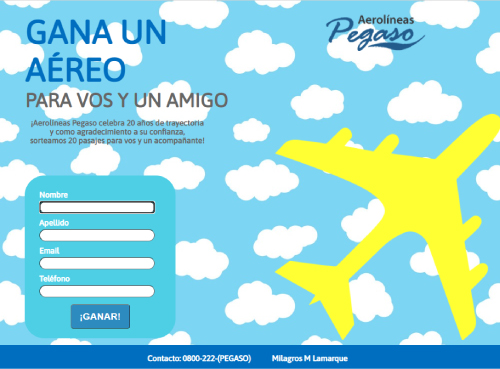 GANA UN
AÉREO
PARA VOS Y UN AMIGO
¡Aerolíneas Pegaso celebra 20 años de trayectoria
y como agradecimiento a su confianza,
sorteamos 20 pasajes para vos y un acompañante!
Aerolíneas
Pegaso
Nombre
Apellido
Email
Teléfono
¡GANAR!
Contacto: 0800-222-(PEGASO) Milagros M Lamarque